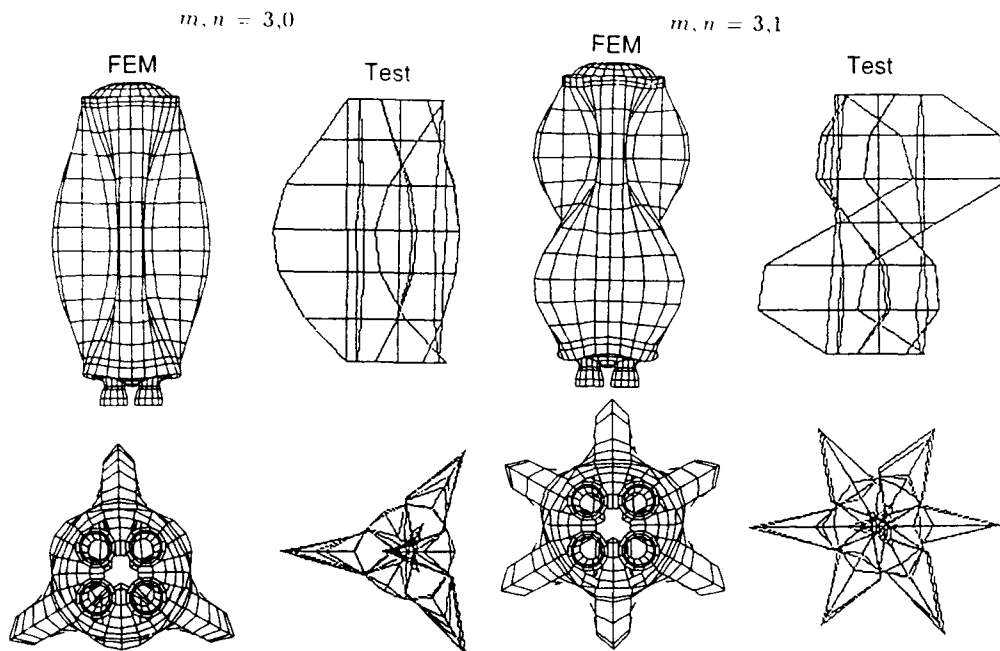 m, n = 3,0
FEM
Test
m, n = 3,1
FEM
Test